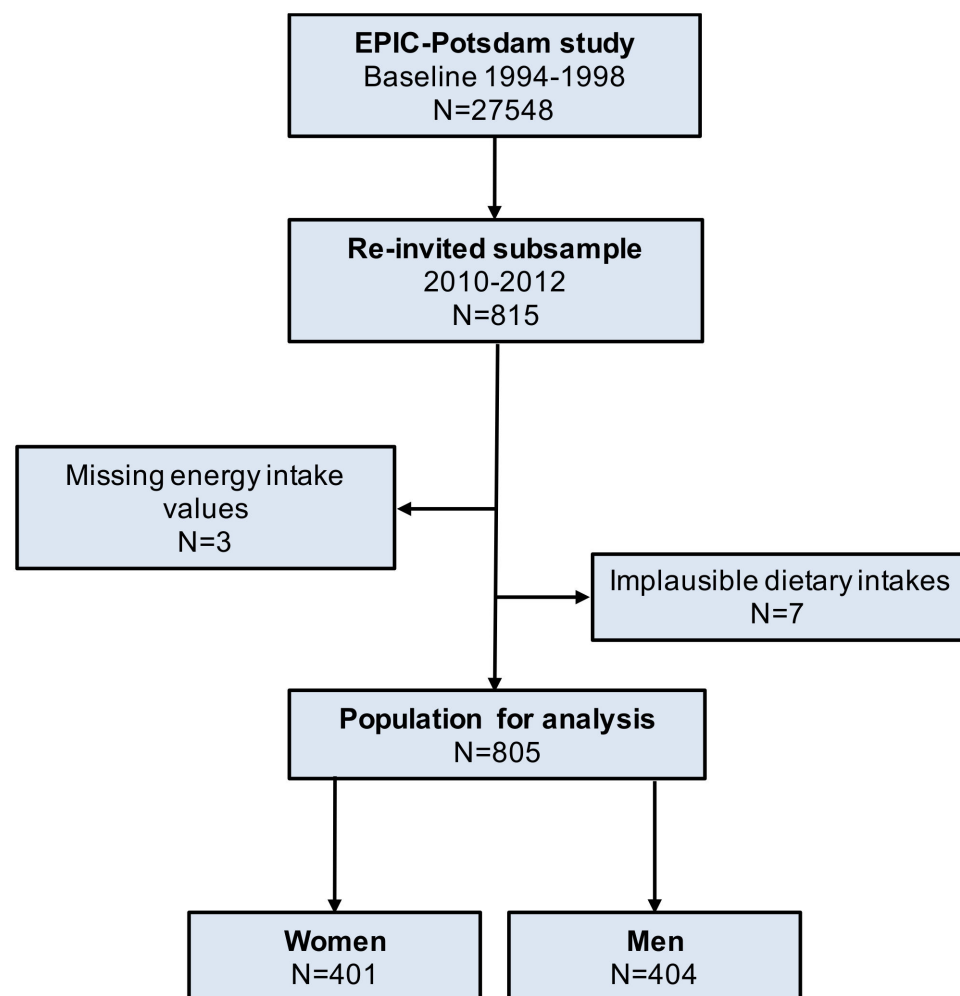 EPIC-Potsdam study
Baseline 1994-1998
N=27548
Re-invited subsample
2010-2012
N=815
Missing energy intake
values
N=3
Implausible dietary intakes
N=7
Population for analysis
N=805
Women
N=401
Men
N=404